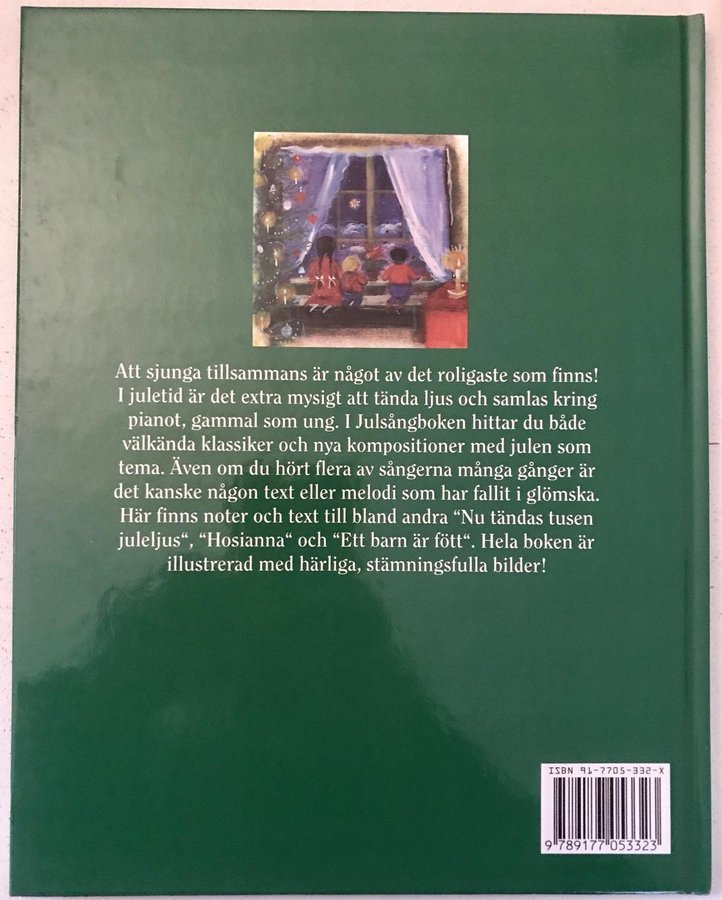 Att sjunga tillsammans är något av det roligaste som finns!
I juletid är det extra mysigt att tända ljus och samlas kring
pianot, gammal som ung. I Julsångboken hittar du både
välkända klassiker och nya kompositioner med julen som
tema. Även om du hört flera av sångerna många gånger är
det kanske någon text eller melodi som har fallit i glömska.
Här finns noter och text till bland andra “Nu tändas tusen
juleljus“, “Hosianna“ och “Ett barn är fött“. Hela boken är
illustrerad med härliga, stämningsfulla bilder!
ISBN 91-7705-332-X
9 789177 053323